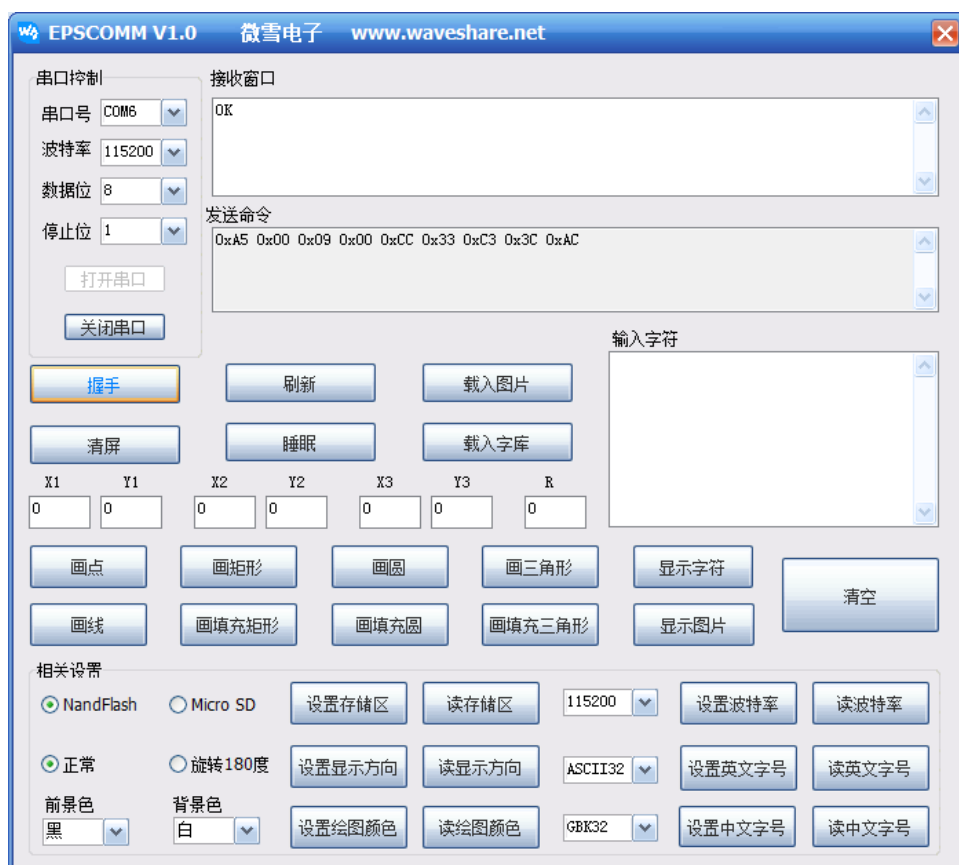 EPSCOMM V1.0 微雪电子 www.waveshare.net
串口控制
串口号 COM6
波特率 115200
数据位 8
停止位 1
打开串口
关闭串口
接收窗口
OK
发送命令
0xA5 0x00 0x09 0x00 0xCC 0x33 0xC3 0x3C 0xAC
输入字符
握手 刷新 载入图片
清屏 睡眠 载入字库
X1 Y1 X2 Y2 X3 Y3 R
0 0 0 0 0 0 0
画点 画矩形 画圆 画三角形 显示字符
画线 画填充矩形 画填充圆 画填充三角形 显示图片
清空
相关设置
NandFlash Micro SD 设置存储区 读存储区 115200 设置波特率 读波特率
正常 旋转180度 设置显示方向 读显示方向 ASCII32 设置英文字号 读英文字号
前景色 背景色
黑 白 设置绘图颜色 读绘图颜色 GBK32 设置中文字号 读中文字号